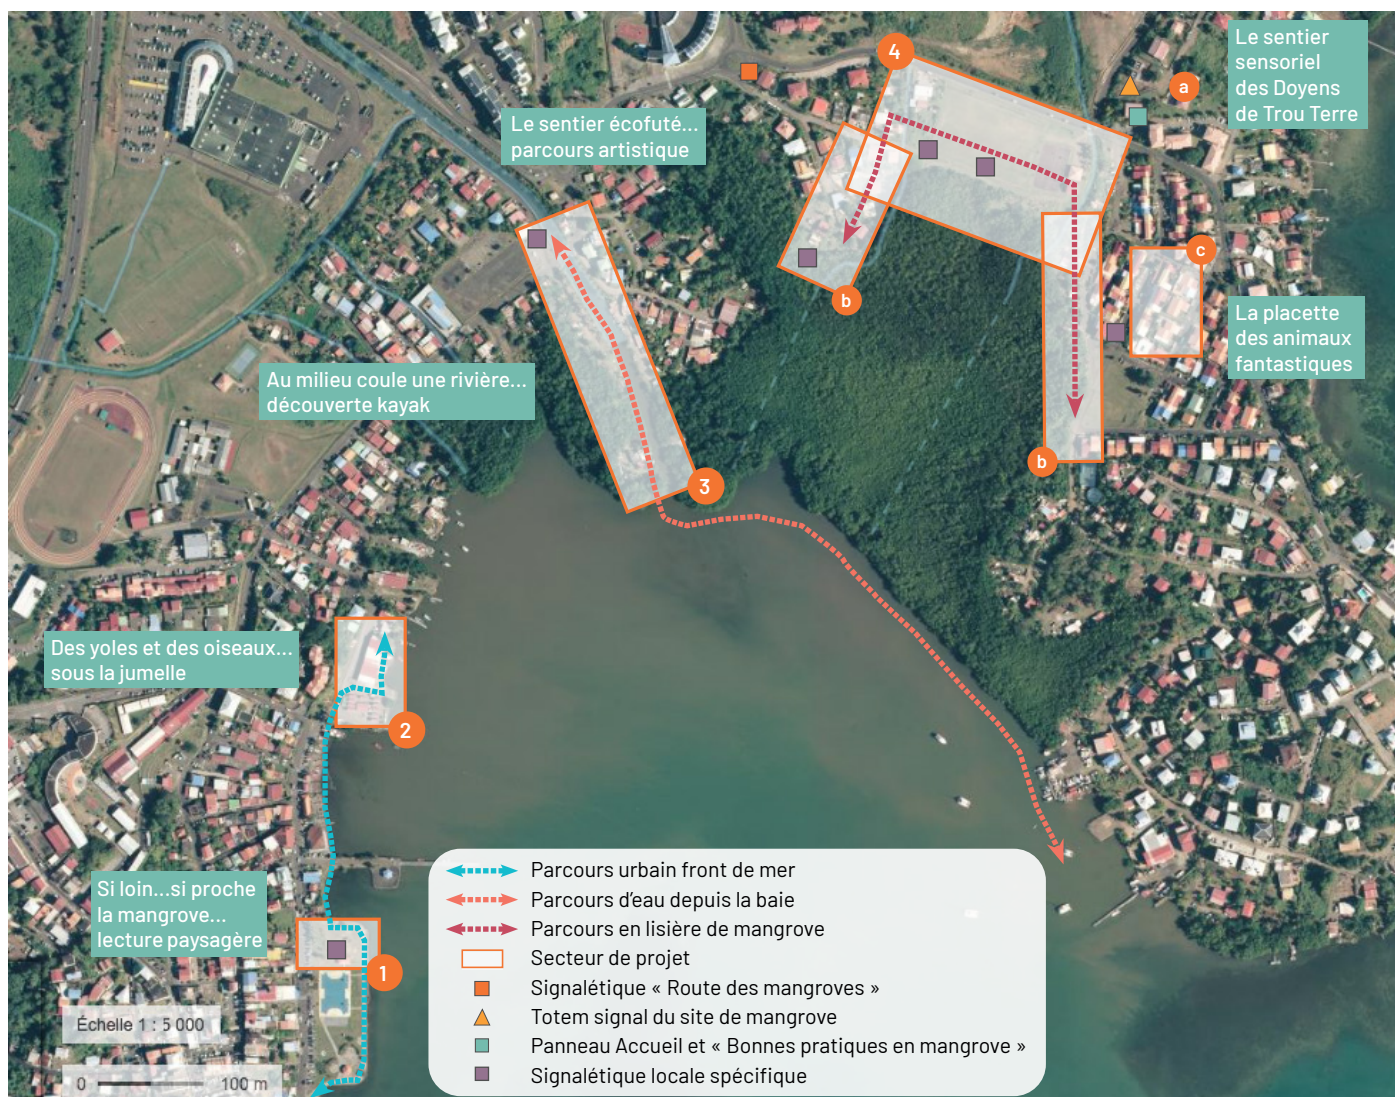 4
Le sentier
sensoriel
des Doyens
de Trou Terre
a
Le sentier écofuté...
parcours artistique
c
b
La placette
des animaux
fantastiques
Au milieu coule une rivière...
découverte kayak
b
3
Des yoles et des oiseaux...
sous la jumelle
2
Si loin...si proche
la mangrove...
lecture paysagère
1
Parcours urbain front de mer
Parcours d'eau depuis la baie
Parcours en lisière de mangrove
Secteur de projet
Signalétique « Route des mangroves »
Totem signal du site de mangrove
Panneau Accueil et « Bonnes pratiques en mangrove »
Signalétique locale spécifique
Échelle 1 : 5 000
0 100 m